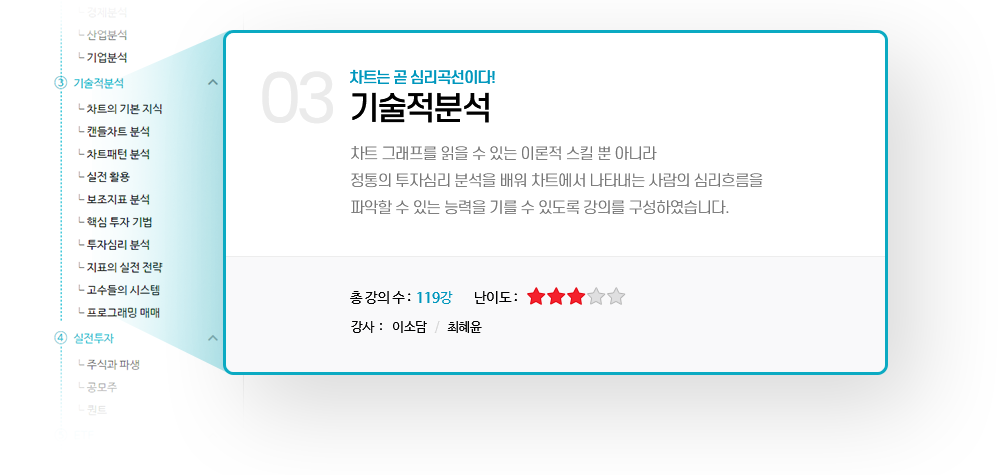 경제분석
산업분석
기업분석
③ 기술적분석
차트의 기본 지식
캔들차트 분석
차트패턴 분석
실전 활용
보조지표 분석
핵심 투자 기법
투자심리 분석
지표의 실전 전략
고수들의 시스템
프로그래밍 매매
④ 실전투자
주식과 파생
공모주
퀀트
03
차트는 곧 심리곡선이다!
기술적분석
차트 그래프를 읽을 수 있는 이론적 스킬 뿐 아니라
정통의 투자심리 분석을 배워 차트에서 나타내는 사람의 심리흐름을
파악할 수 있는 능력을 기를 수 있도록 강의를 구성하였습니다.
총 강의 수 : 119강 난이도 : ★★★☆☆
강사 : 이소담 / 최혜윤